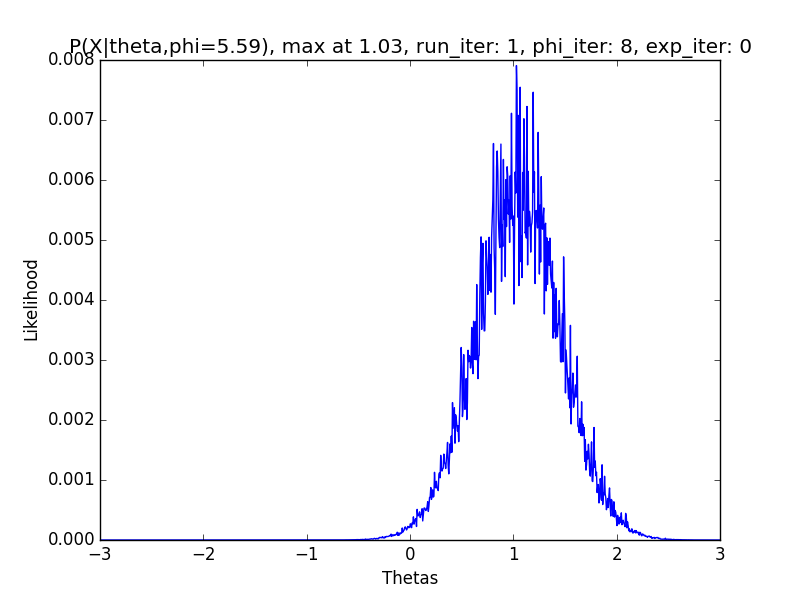 P(X|theta,phi=5.59), max at 1.03, run_iter: 1, phi_iter: 8, exp_iter: 0
0.008
0.007
0.006
0.005
0.004
0.003
0.002
0.001
0.000
Likelihood
−3 −2 −1 0 1 2 3
Thetas